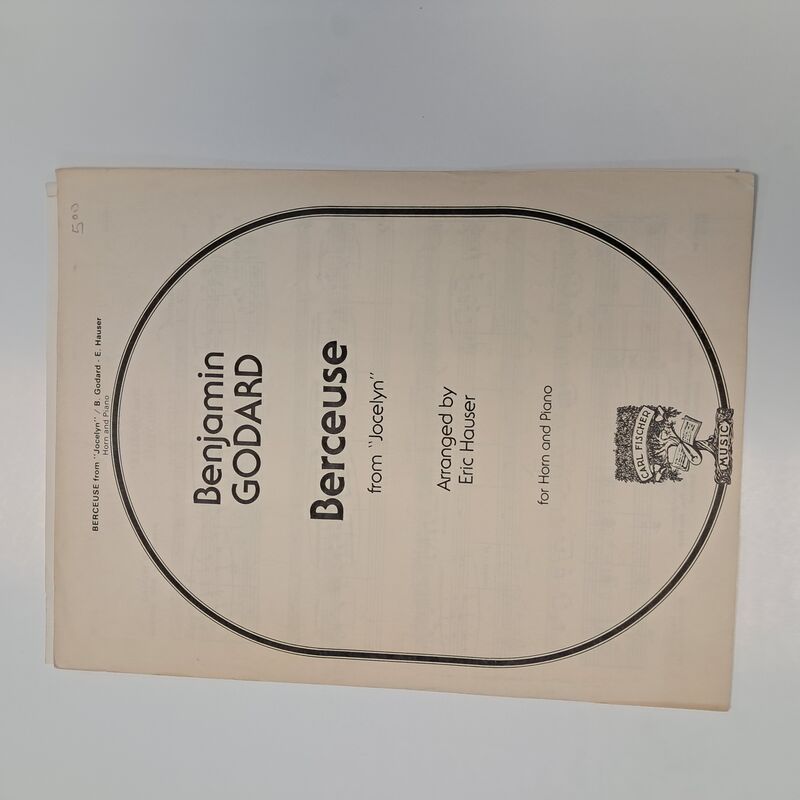 5.00
BERCEUSE from "Jocelyn" / B. Godard - E. Hauser
Horn and Piano
Benjamin
GODARD
Berceuse
from "Jocelyn"
Arranged by
Eric Hauser
for Horn and Piano
CARL FISCHER
MUSIC